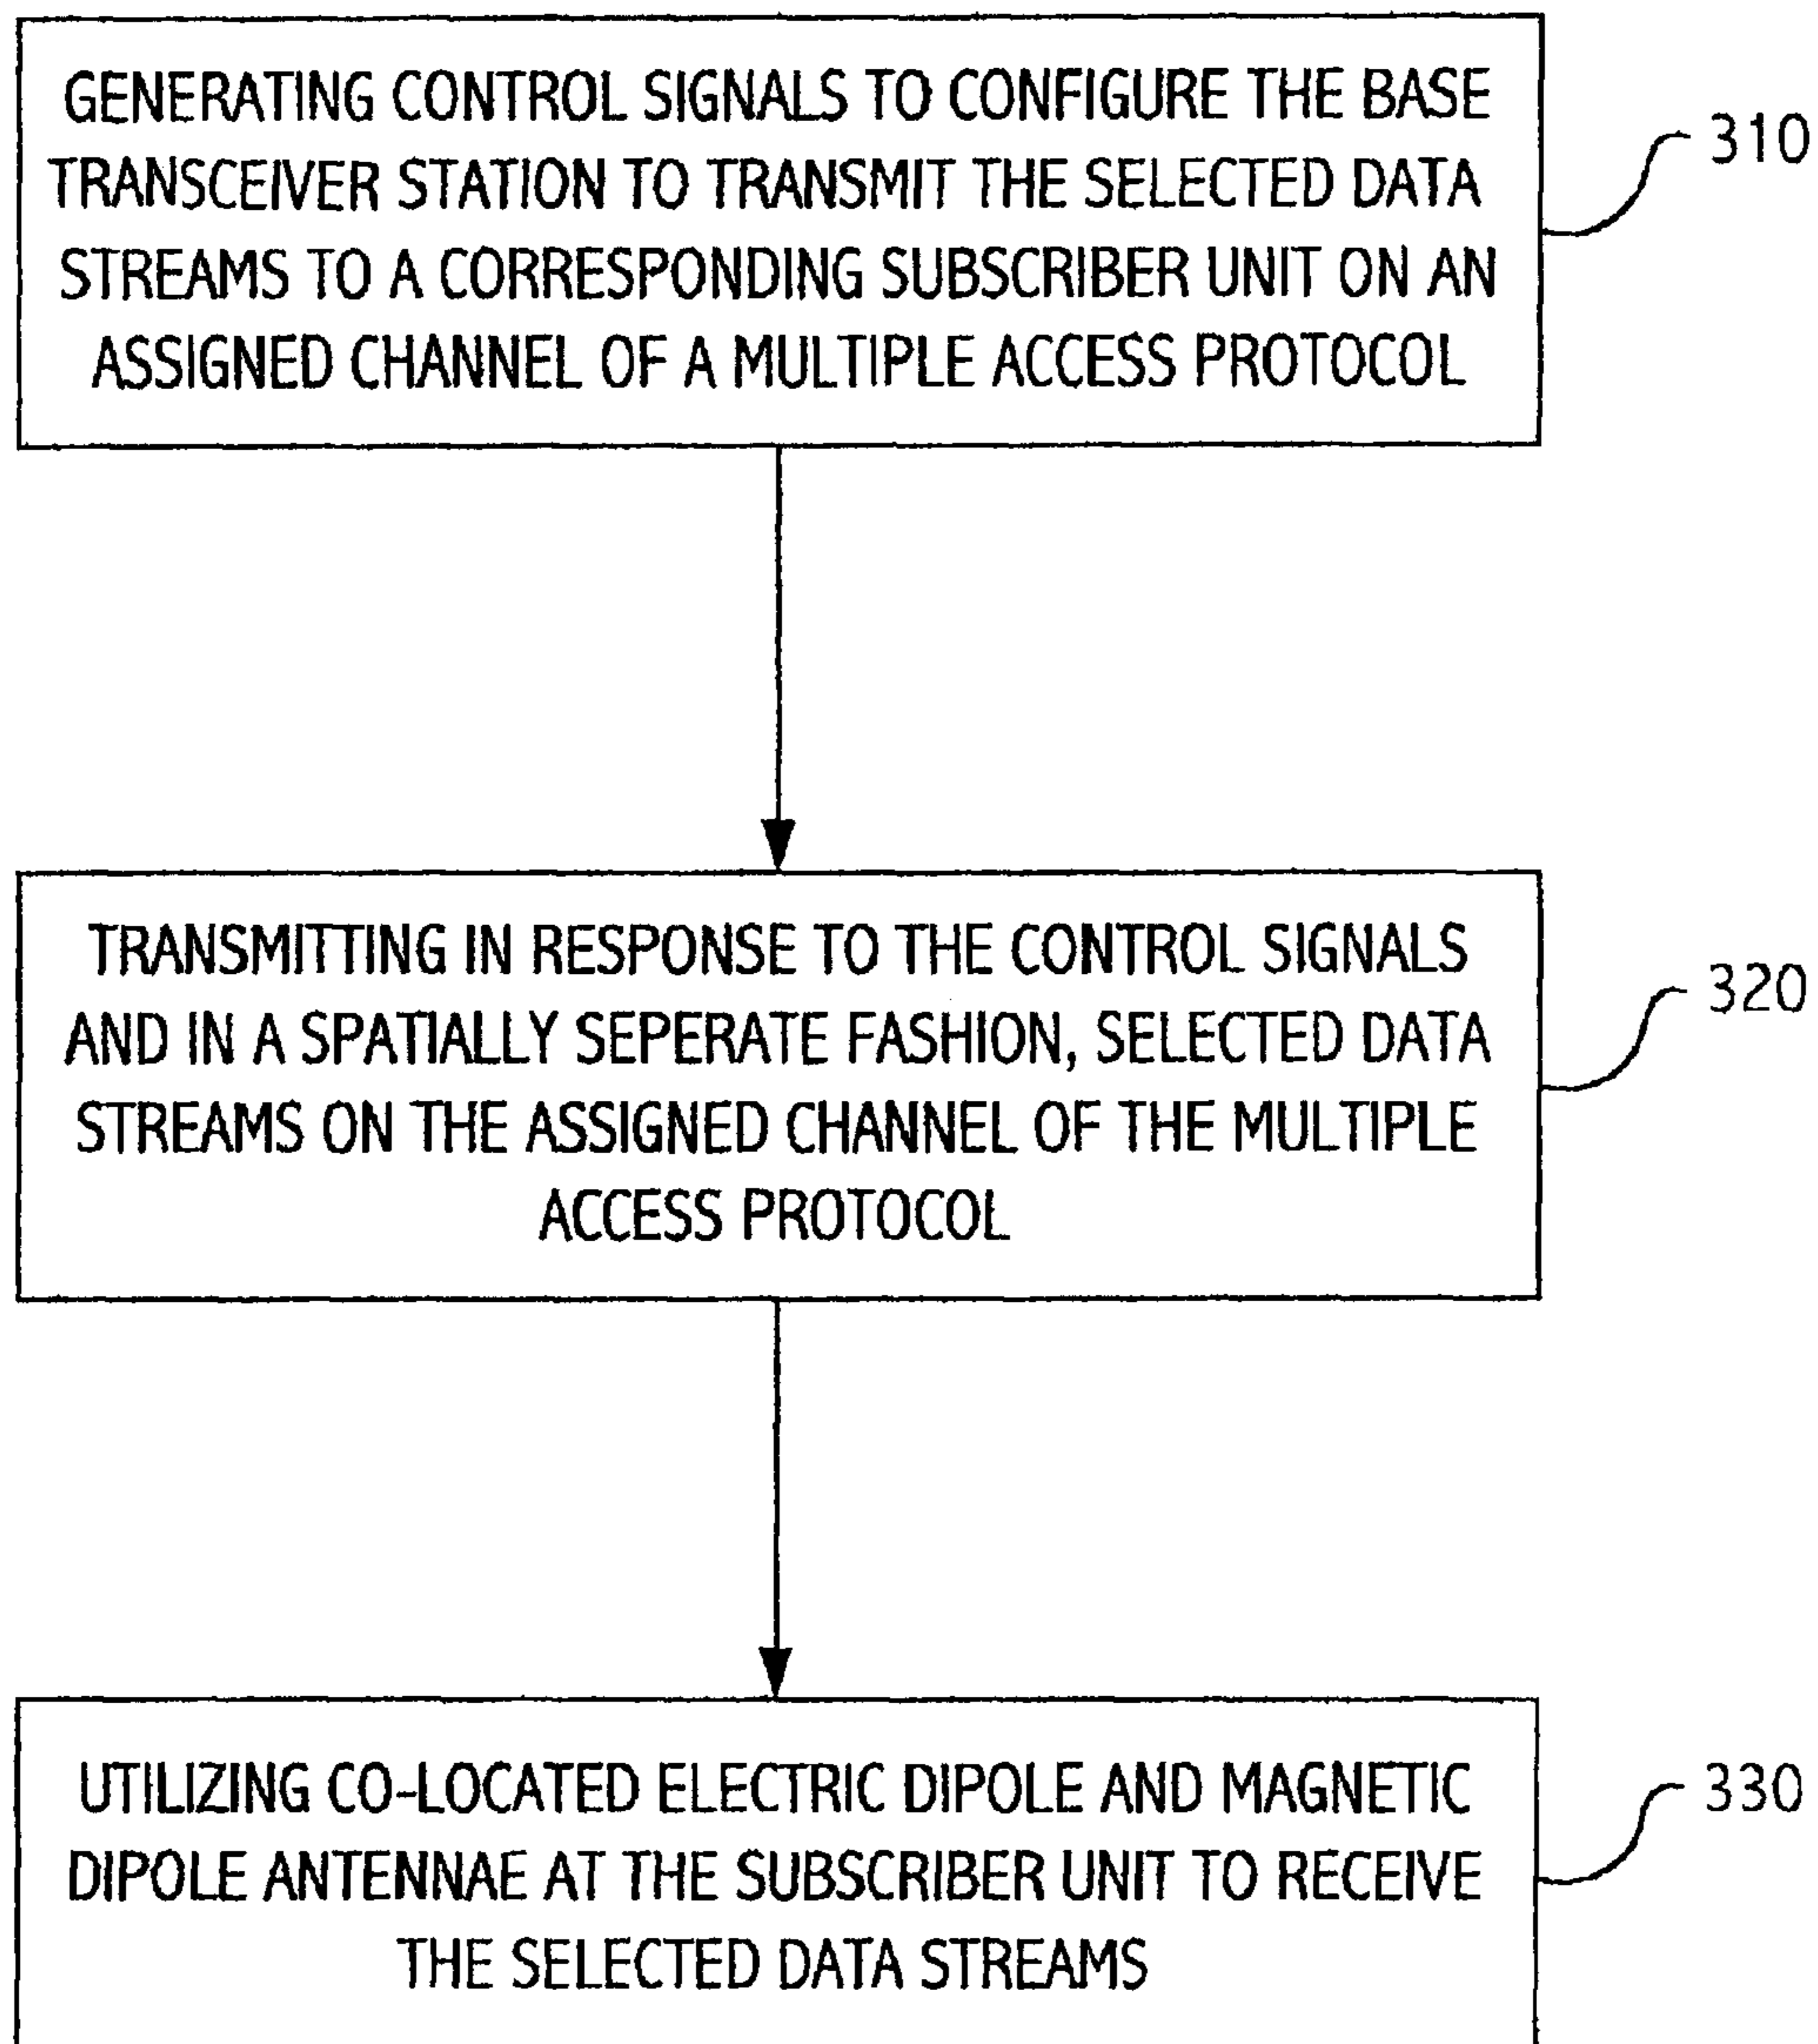 GENERATING CONTROL SIGNALS TO CONFIGURE THE BASE
TRANSCEIVER STATION TO TRANSMIT THE SELECTED DATA
STREAMS TO A CORRESPONDING SUBSCRIBER UNIT ON AN
ASSIGNED CHANNEL OF A MULTIPLE ACCESS PROTOCOL
310
TRANSMITTING IN RESPONSE TO THE CONTROL SIGNALS
AND IN A SPATIALLY SEPERATE FASHION, SELECTED DATA
STREAMS ON THE ASSIGNED CHANNEL OF THE MULTIPLE
ACCESS PROTOCOL
320
UTILIZING CO-LOCATED ELECTRIC DIPOLE AND MAGNETIC
DIPOLE ANTENNAE AT THE SUBSCRIBER UNIT TO RECEIVE
THE SELECTED DATA STREAMS
330